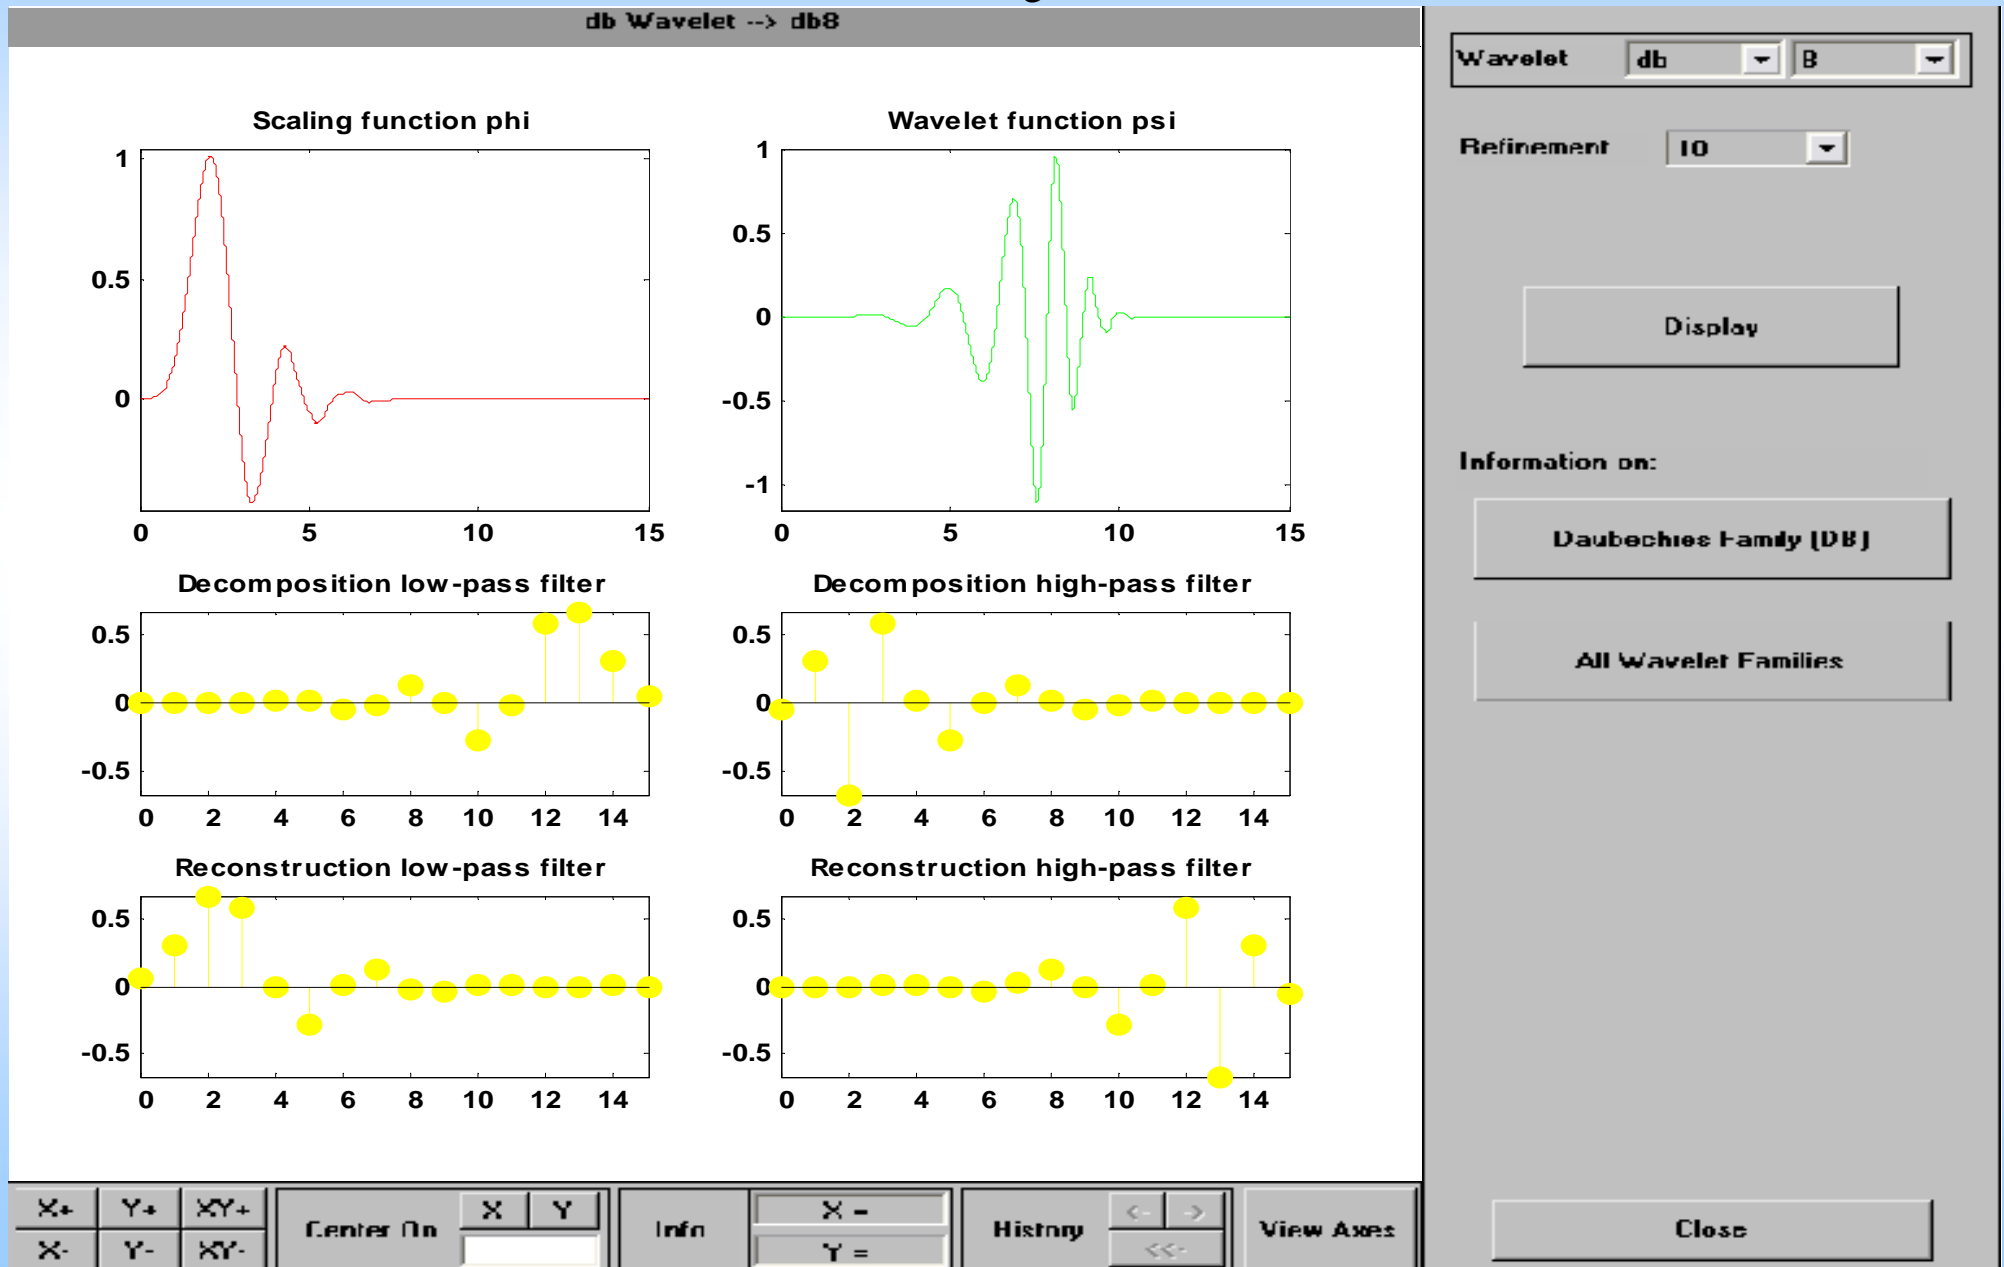 db Wavelet --> db8
Wavelet db 8
Refinement 10
Display
Information on:
Daubechies Family (DB)
All Wavelet Families
Close
Scaling function phi
1
0.5
0
0 5 10 15
Wavelet function psi
1
0.5
0
-0.5
-1
0 5 10 15
Decomposition low-pass filter
0.5
0
-0.5
0 2 4 6 8 10 12 14
Decomposition high-pass filter
0.5
0
-0.5
0 2 4 6 8 10 12 14
Reconstruction low-pass filter
0.5
0
-0.5
0 2 4 6 8 10 12 14
Reconstruction high-pass filter
0.5
0
-0.5
0 2 4 6 8 10 12 14
X+ Y+ XY+
X- Y- XY-
Center On
X Y
Info
X =
Y =
History
<- ->
<<-
View Axes